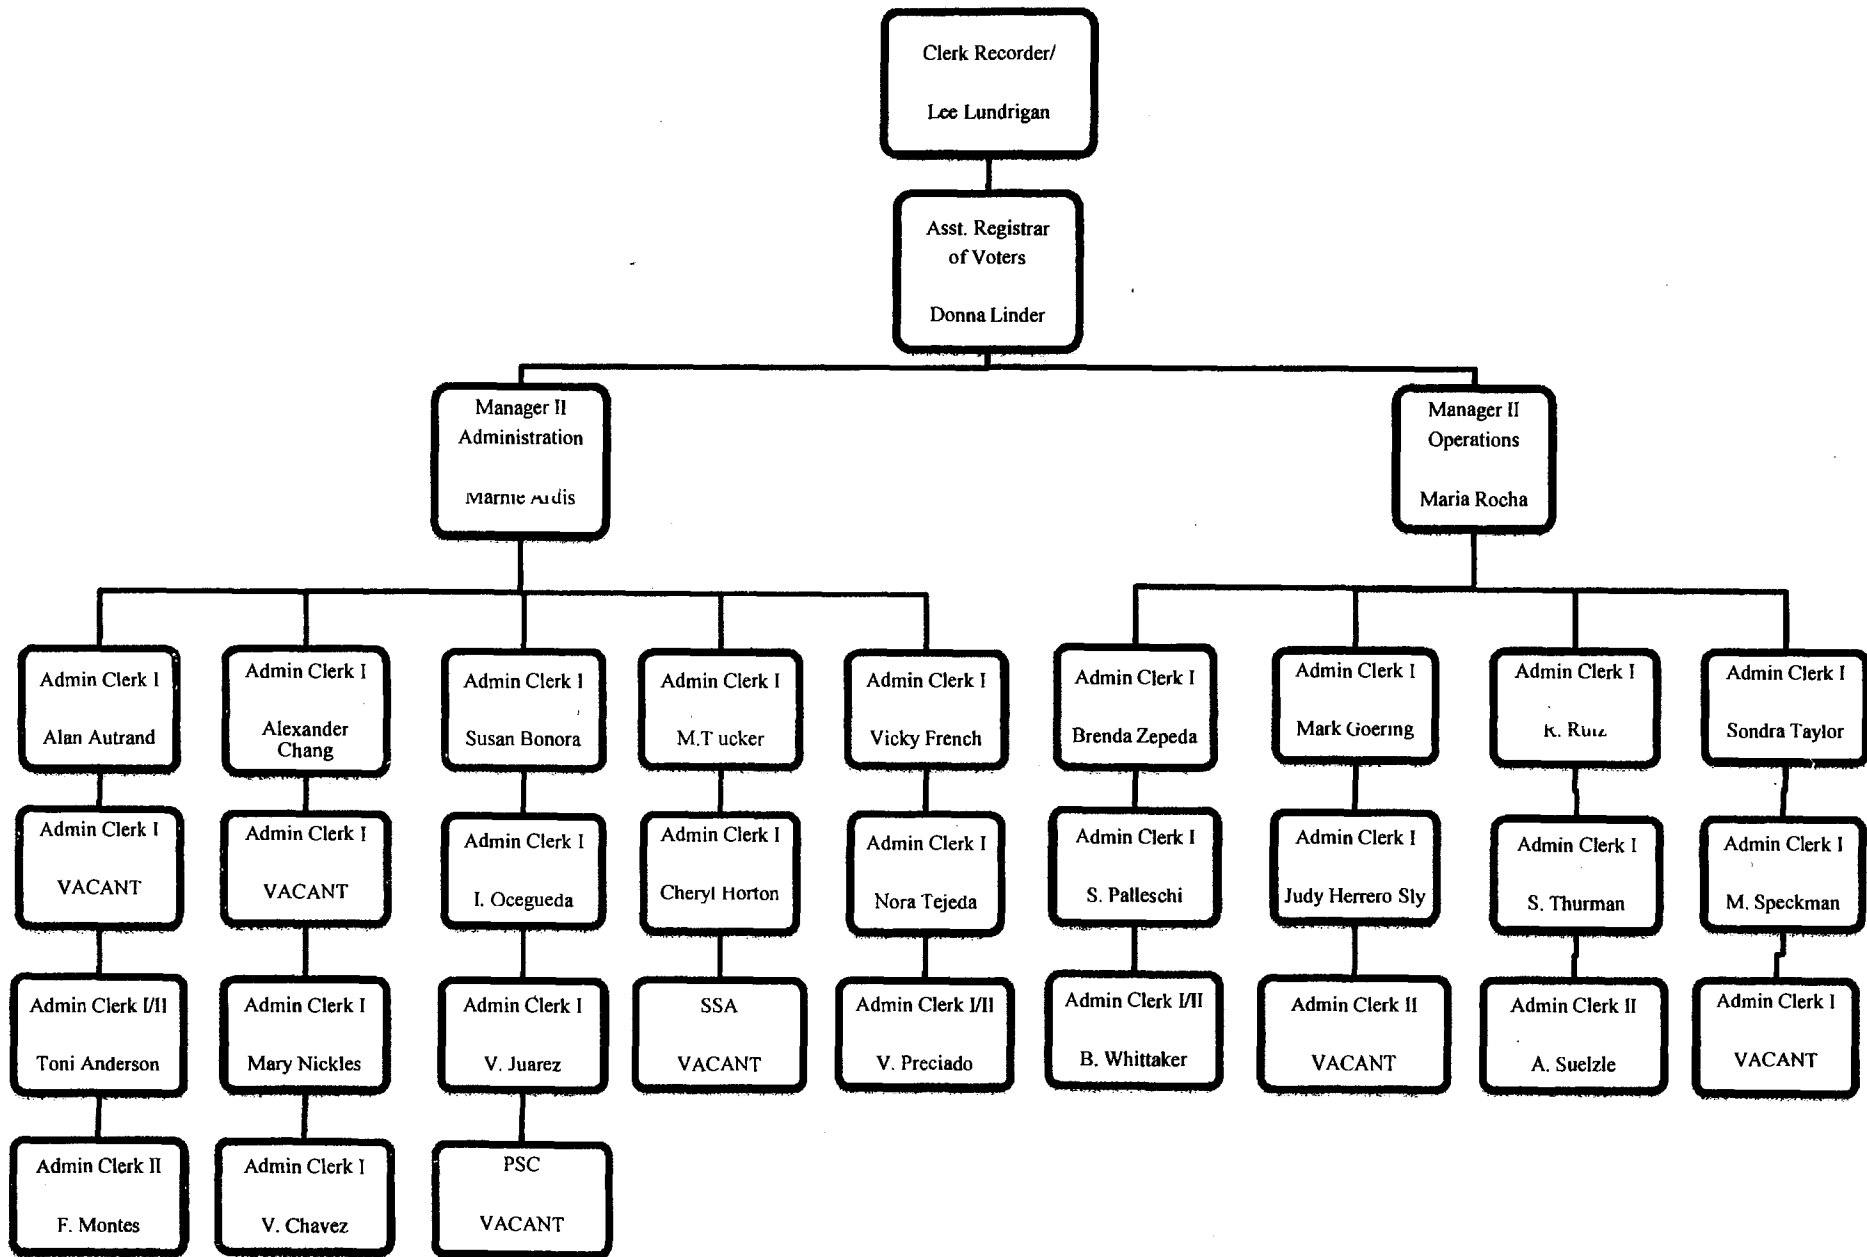 Clerk Recorder/
Lee Lundrigan
Asst. Registrar
of Voters
Donna Linder
Manager II
Administration
Marnie Ardis
Manager II
Operations
Maria Rocha
Admin Clerk I
Alan Autrand
Admin Clerk I
Alexander
Chang
Admin Clerk I
Susan Bonora
Admin Clerk I
M.T ucker
Admin Clerk I
Vicky French
Admin Clerk I
Brenda Zepeda
Admin Clerk I
Mark Goering
Admin Clerk I
R. Ruiz
Admin Clerk I
Sondra Taylor
Admin Clerk I
VACANT
Admin Clerk I
VACANT
Admin Clerk I
I. Ocegueda
Admin Clerk I
Cheryl Horton
Admin Clerk I
Nora Tejeda
Admin Clerk I
S. Palleschi
Admin Clerk I
Judy Herrero Sly
Admin Clerk I
S. Thurman
Admin Clerk I
M. Speckman
Admin Clerk I/II
Toni Anderson
Admin Clerk I
Mary Nickles
Admin Clerk I
V. Juarez
SSA
VACANT
Admin Clerk I/II
V. Preciado
Admin Clerk I/II
B. Whittaker
Admin Clerk II
VACANT
Admin Clerk II
A. Suelzle
Admin Clerk I
VACANT
Admin Clerk II
F. Montes
Admin Clerk I
V. Chavez
PSC
VACANT